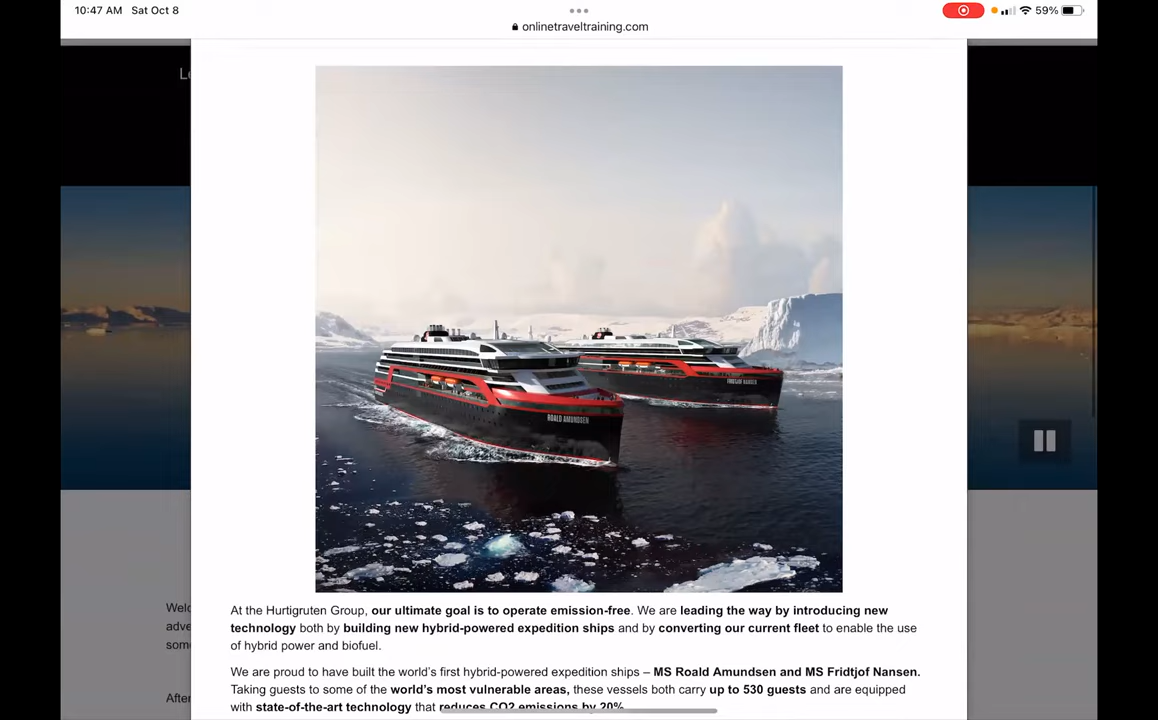 10:47 AM Sat Oct 8
59%
onlinetraveltraining.com
ROALD AMUNDSEN
FRIDTJOF NANSEN
At the Hurtigruten Group, our ultimate goal is to operate emission-free. We are leading the way by introducing new
technology both by building new hybrid-powered expedition ships and by converting our current fleet to enable the use
of hybrid power and biofuel.
We are proud to have built the world's first hybrid-powered expedition ships – MS Roald Amundsen and MS Fridtjof Nansen.
Taking guests to some of the world's most vulnerable areas, these vessels both carry up to 530 guests and are equipped
with state-of-the-art technology that reduces CO2 emissions by 20%